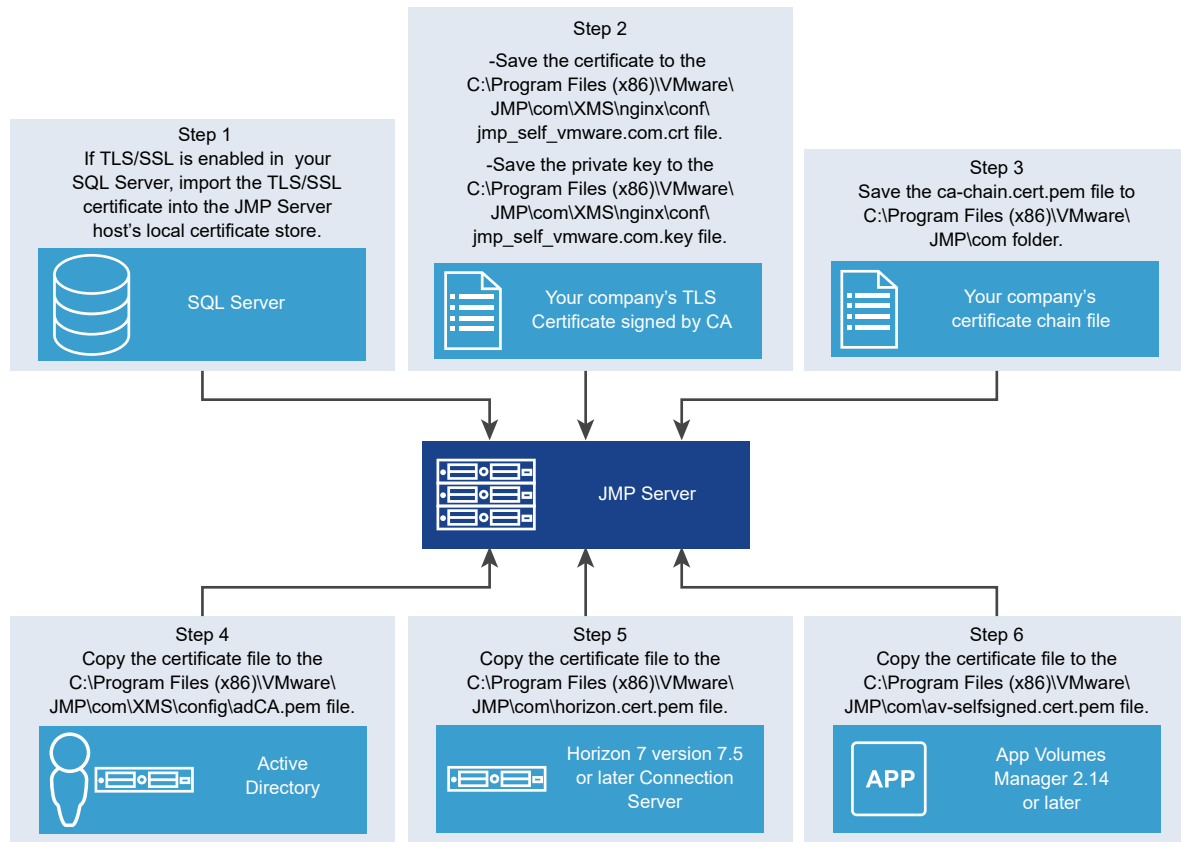 Step 1
If TLS/SSL is enabled in  your
SQL Server, import the TLS/SSL
certificate into the JMP Server
host’s local certificate store.
SQL Server
Step 2
-Save the certificate to the
C:\Program Files (x86)\VMware\
JMP\com\XMS\nginx\conf\
jmp_self_vmware.com.crt file.
-Save the private key to the
C:\Program Files (x86)\VMware\
JMP\com\XMS\nginx\conf\
jmp_self_vmware.com.key file.
Your company’s TLS
Certificate signed by CA
Step 3
Save the ca-chain.cert.pem file to
C:\Program Files (x86)\VMware\
JMP\com folder.
Your company’s
certificate chain file
JMP Server
Step 4
Copy the certificate file to the
C:\Program Files (x86)\VMware\
JMP\com\XMS\config\adCA.pem file.
Active
Directory
Step 5
Copy the certificate file to the
C:\Program Files (x86)\VMware\
JMP\com\horizon.cert.pem file.
Horizon 7 version 7.5
or later Connection
Server
Step 6
Copy the certificate file to the
C:\Program Files (x86)\VMware\
JMP\com\av-selfsigned.cert.pem file.
APP
App Volumes
Manager 2.14
or later